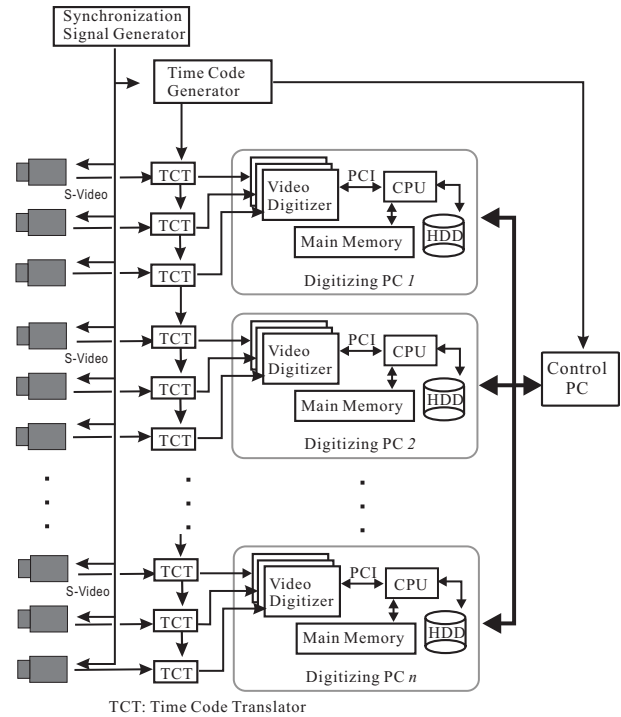 Synchronization
Signal Generator
Time Code
Generator
S-Video
TCT
TCT
TCT
Video
Digitizer
PCI
CPU
Main Memory
HDD
Digitizing PC 1
S-Video
TCT
TCT
TCT
Video
Digitizer
PCI
CPU
Main Memory
HDD
Digitizing PC 2
Control
PC
S-Video
TCT
TCT
TCT
Video
Digitizer
PCI
CPU
Main Memory
HDD
Digitizing PC n
TCT: Time Code Translator